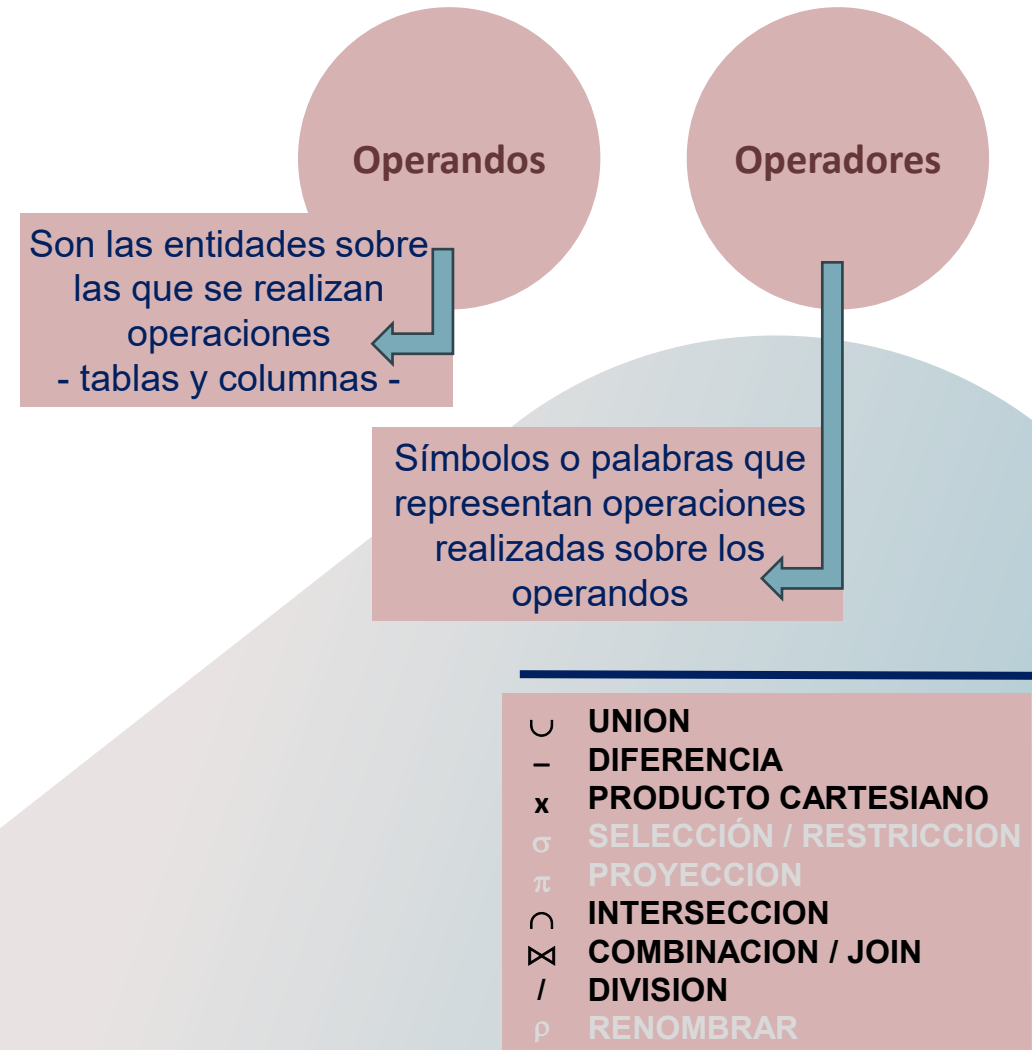 Operandos
Operadores
Son las entidades sobre
las que se realizan
operaciones
- tablas y columnas -
Símbolos o palabras que
representan operaciones
realizadas sobre los
operandos
∪ UNION
– DIFERENCIA
x PRODUCTO CARTESIANO
σ SELECCIÓN / RESTRICCION
π PROYECCION
∩ INTERSECCION
⋈ COMBINACION / JOIN
/ DIVISION
ρ RENOMBRAR